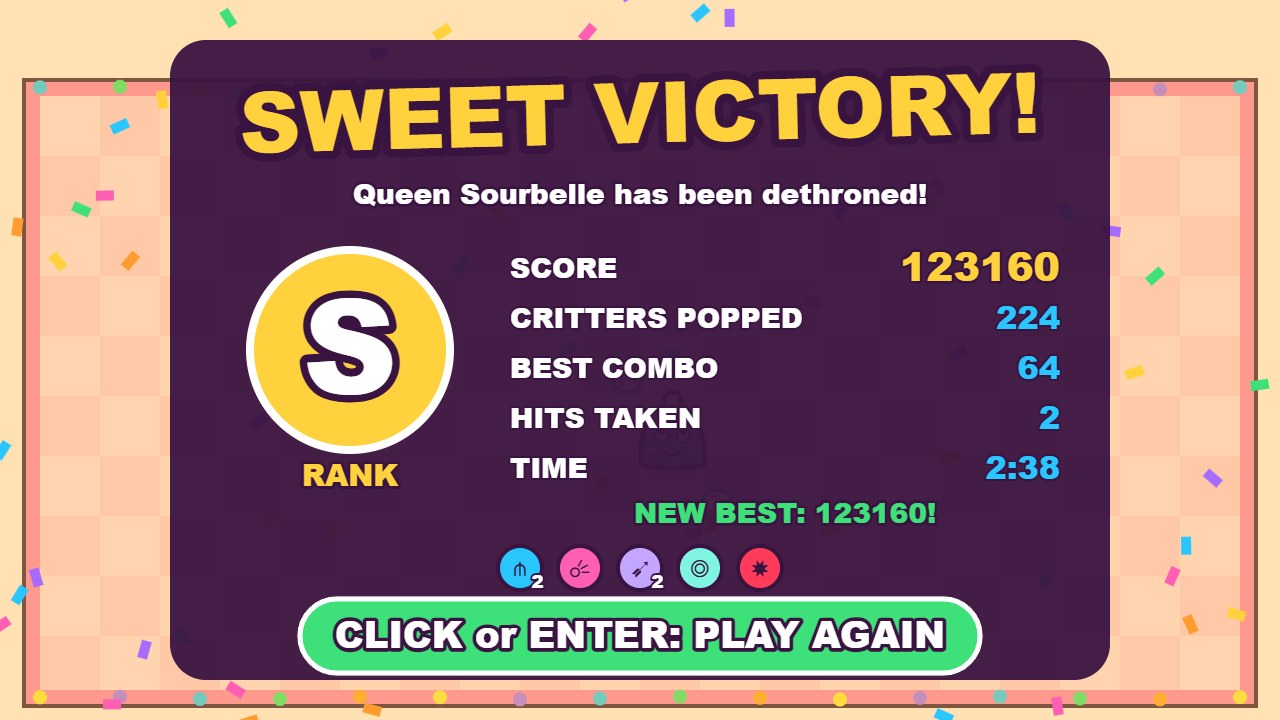 SWEET VICTORY!
Queen Sourbelle has been dethroned!
SCORE 123160
CRITTERS POPPED 224
BEST COMBO 64
HITS TAKEN 2
TIME 2:38
S
RANK
NEW BEST: 123160!
2 2
CLICK or ENTER: PLAY AGAIN